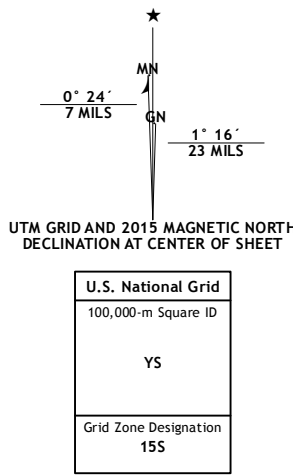 MN
0° 24´
7 MILS
GN
1° 16´
23 MILS
UTM GRID AND 2015 MAGNETIC NORTH
DECLINATION AT CENTER OF SHEET
U.S. National Grid
100,000-m Square ID
YS
Grid Zone Designation
15S